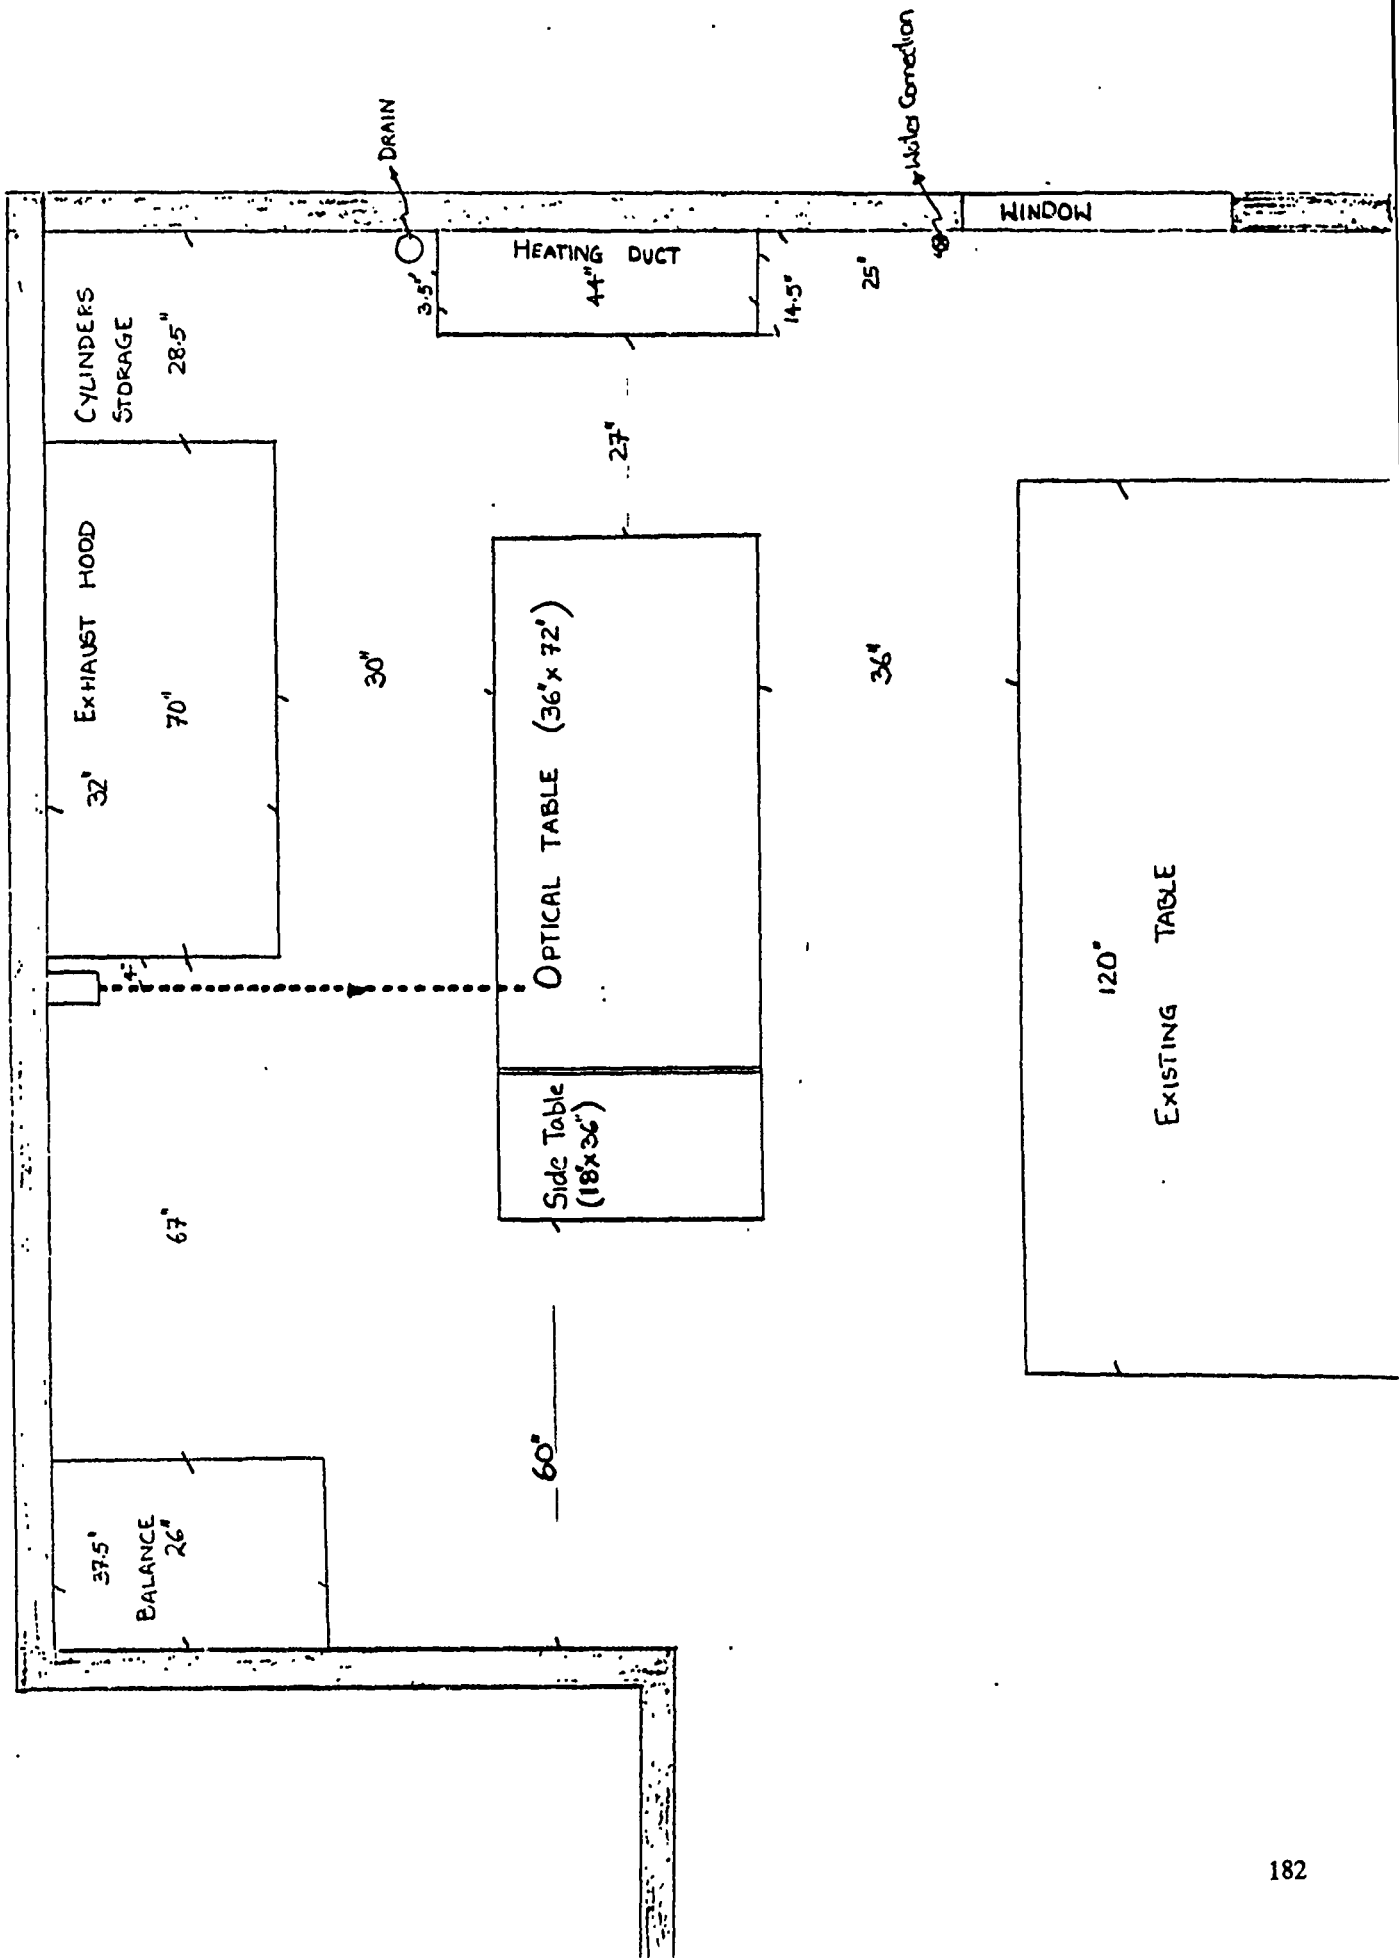 DRAIN
Water Connection
WINDOW
HEATING DUCT
44"
3.5"
14.5"
25"
CYLINDERS
STORAGE
28.5"
27"
32" EXHAUST HOOD
70"
30"
36"
OPTICAL TABLE (36"x 72")
4"
Side Table
(18"x36")
67"
60"
120"
EXISTING TABLE
37.5"
BALANCE
26"
182